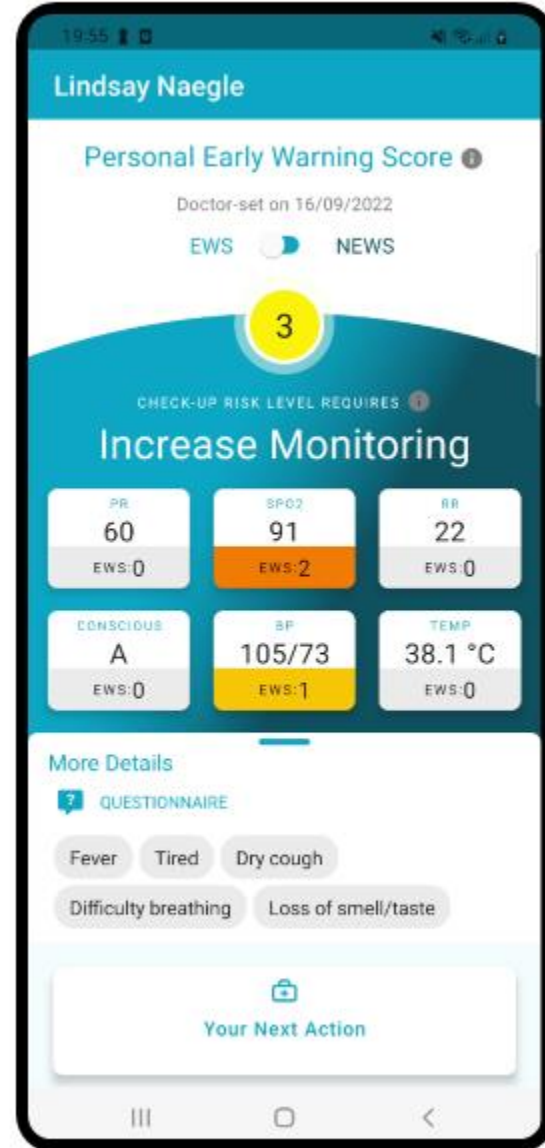 19:55
Lindsay Naegle
Personal Early Warning Score
Doctor-set on 16/09/2022
EWS NEWS
3
CHECK-UP RISK LEVEL REQUIRES
Increase Monitoring
PR SPO2 RR
60 91 22
EWS:0 EWS:2 EWS:0
CONSCIOUS BP TEMP
A 105/73 38.1 °C
EWS:0 EWS:1 EWS:0
More Details
? QUESTIONNAIRE
Fever Tired Dry cough
Difficulty breathing Loss of smell/taste
Your Next Action